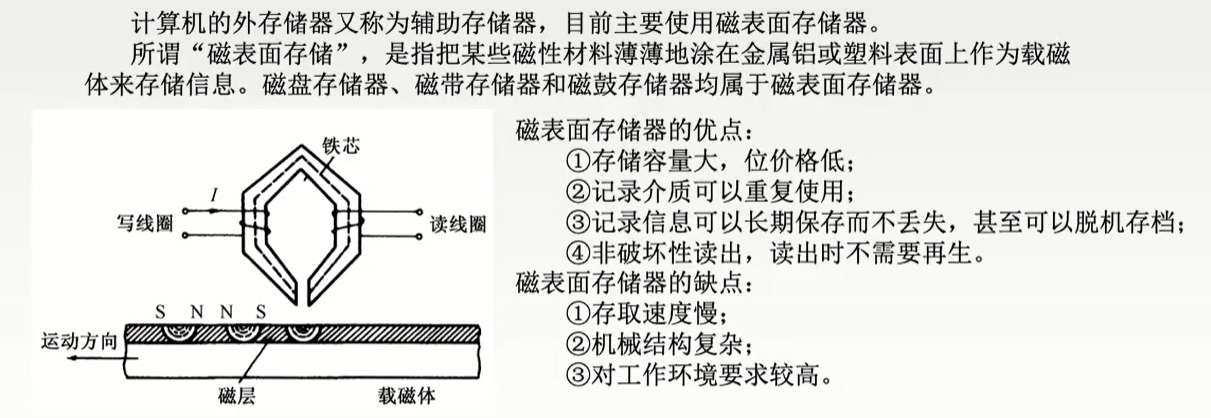 计算机的外存储器又称为辅助存储器，目前主要使用磁表面存储器。
所谓“磁表面存储”，是指把某些磁性材料薄薄地涂在金属铝或塑料表面上作为载磁
体来存储信息。磁盘存储器、磁带存储器和磁鼓存储器均属于磁表面存储器。
铁芯
I
写线圈
读线圈
S N N S
运动方向
磁层
载磁体
磁表面存储器的优点：
①存储容量大，位价格低；
②记录介质可以重复使用；
③记录信息可以长期保存而不丢失，甚至可以脱机存档；
④非破坏性读出，读出时不需要再生。
磁表面存储器的缺点：
①存取速度慢；
②机械结构复杂；
③对工作环境要求较高。